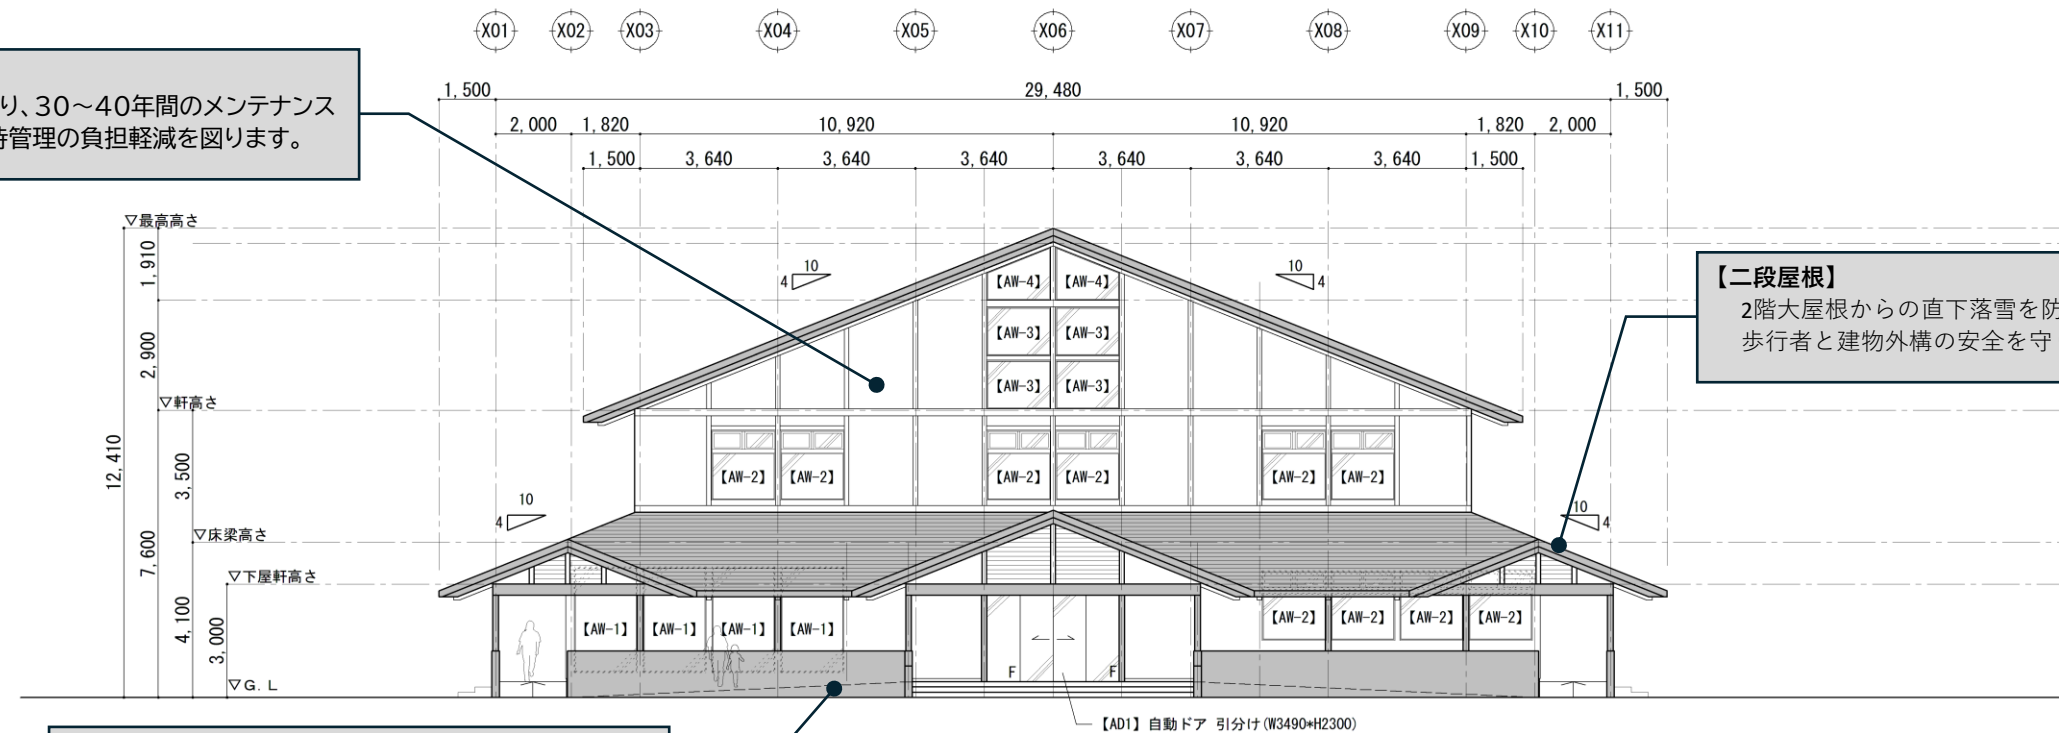 X01 X02 X03 X04 X05 X06 X07 X08 X09 X10 X11
り、30～40年間のメンテナンス
管理の負担軽減を図ります。
1,500 29,480 1,500
2,000 1,820 10,920 10,920 1,820 2,000
1,500 3,640 3,640 3,640 3,640 3,640 3,640 1,500
▽最高高さ
1,910
10
4
10
4
【AW-4】 【AW-4】
【二段屋根】
2階大屋根からの直下落雪を防
歩行者と建物外構の安全を守
【AW-3】 【AW-3】
2,900
【AW-3】 【AW-3】
▽軒高さ
12,410
3,500
【AW-2】 【AW-2】 【AW-2】 【AW-2】 【AW-2】 【AW-2】
10
4
10
4
▽床梁高さ
7,600
▽下屋軒高さ
4,100
3,000
【AW-1】 【AW-1】 【AW-1】 【AW-1】 【AW-2】 【AW-2】 【AW-2】 【AW-2】
F F
▽G.L
【AD1】自動ドア 引分け(W3490*H2300)